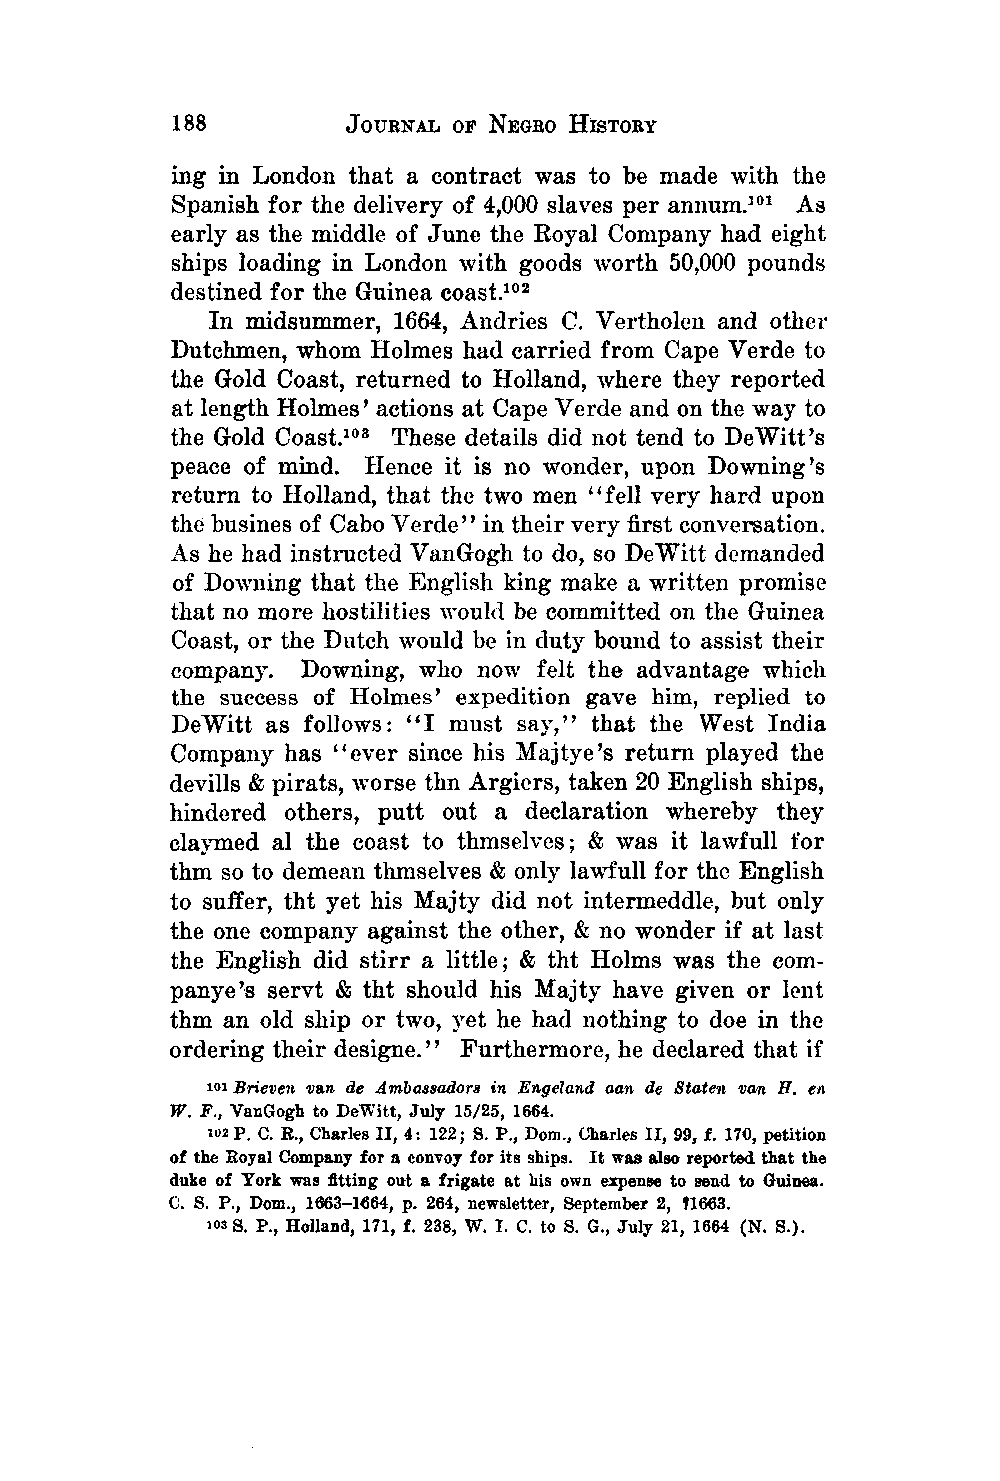 188 JOURNAL OF NEGRO HISTORY
ing in London that a contract was to be made with the
Spanish for the delivery of 4,000 slaves per annum.¹⁰¹ As
early as the middle of June the Royal Company had eight
ships loading in London with goods worth 50,000 pounds
destined for the Guinea coast.¹⁰²
In midsummer, 1664, Andries C. Vertholen and other
Dutchmen, whom Holmes had carried from Cape Verde to
the Gold Coast, returned to Holland, where they reported
at length Holmes' actions at Cape Verde and on the way to
the Gold Coast.¹⁰³ These details did not tend to DeWitt's
peace of mind. Hence it is no wonder, upon Downing's
return to Holland, that the two men "fell very hard upon
the busines of Cabo Verde" in their very first conversation.
As he had instructed VanGogh to do, so DeWitt demanded
of Downing that the English king make a written promise
that no more hostilities would be committed on the Guinea
Coast, or the Dutch would be in duty bound to assist their
company. Downing, who now felt the advantage which
the success of Holmes' expedition gave him, replied to
DeWitt as follows: "I must say," that the West India
Company has "ever since his Majtye's return played the
devills & pirats, worse thn Argiers, taken 20 English ships,
hindered others, putt out a declaration whereby they
claymed al the coast to thmselves; & was it lawfull for
thm so to demean thmselves & only lawfull for the English
to suffer, tht yet his Majty did not intermeddle, but only
the one company against the other, & no wonder if at last
the English did stirr a little; & tht Holms was the com-
panye's servt & tht should his Majty have given or lent
thm an old ship or two, yet he had nothing to doe in the
ordering their designe." Furthermore, he declared that if
¹⁰¹ Brieven van de Ambassadors in Engeland aan de Staten van H. en
W. F., VanGogh to DeWitt, July 15/25, 1664.
¹⁰² P. C. R., Charles II, 4: 122; S. P., Dom., Charles II, 99, f. 170, petition
of the Royal Company for a convoy for its ships. It was also reported that the
duke of York was fitting out a frigate at his own expense to send to Guinea.
C. S. P., Dom., 1663–1664, p. 264, newsletter, September 2, ?1663.
¹⁰³ S. P., Holland, 171, f. 238, W. I. C. to S. G., July 21, 1664 (N. S.).